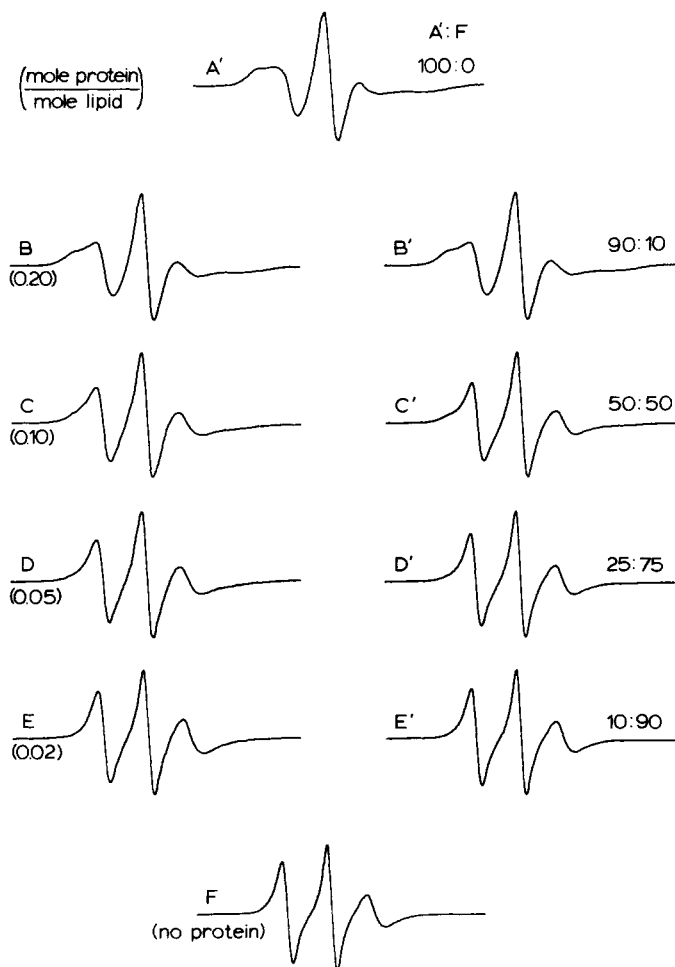 (mole protein / mole lipid)
A'
A':F
100:0
B
(0.20)
B'
90:10
C
(0.10)
C'
50:50
D
(0.05)
D'
25:75
E
(0.02)
E'
10:90
F
(no protein)